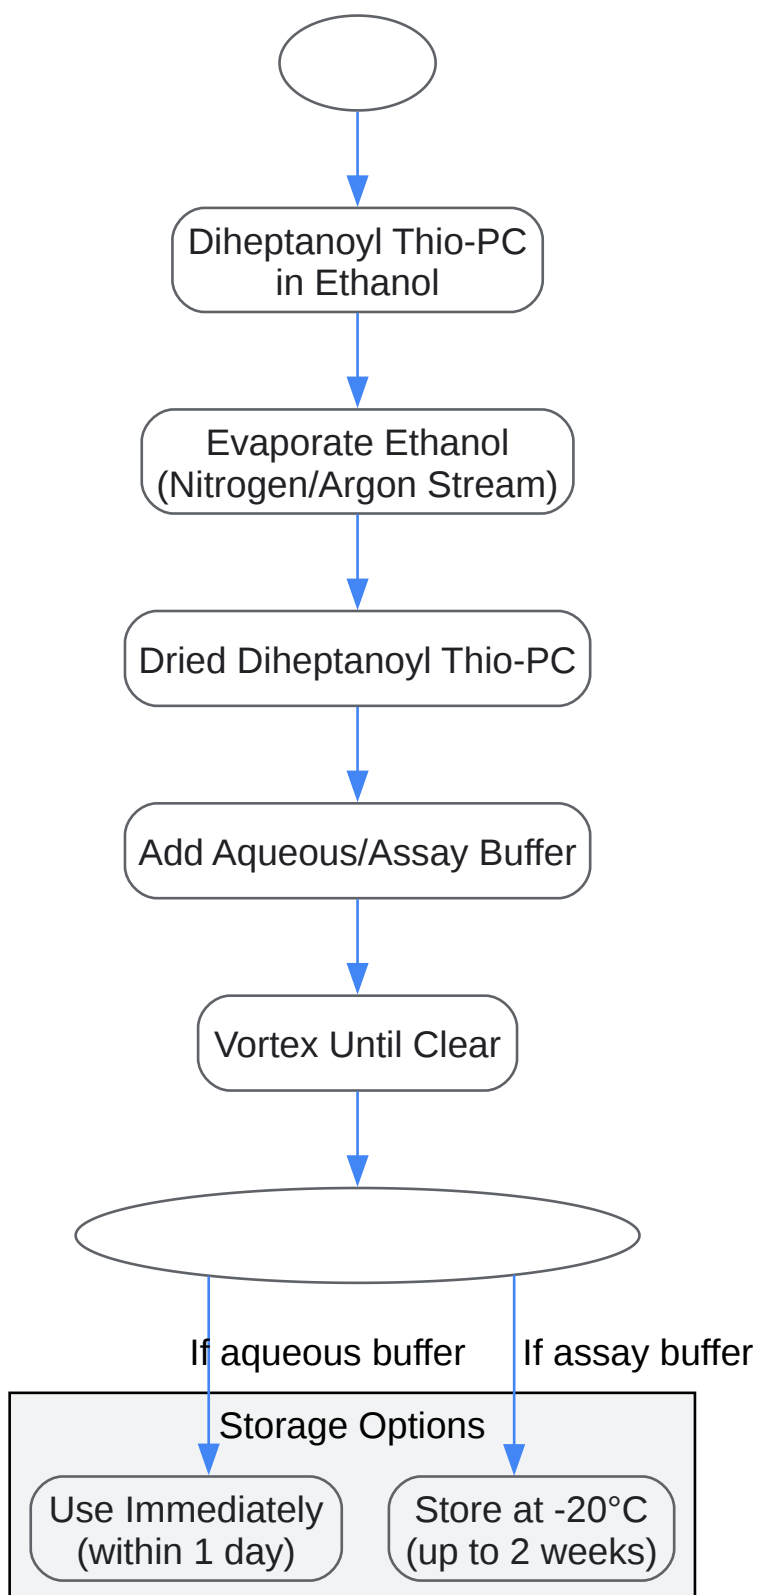 Diheptanoyl Thio-PC
in Ethanol
Evaporate Ethanol
(Nitrogen/Argon Stream)
Dried Diheptanoyl Thio-PC
Add Aqueous/Assay Buffer
Vortex Until Clear
If aqueous buffer
If assay buffer
Storage Options
Use Immediately
(within 1 day)
Store at -20°C
(up to 2 weeks)